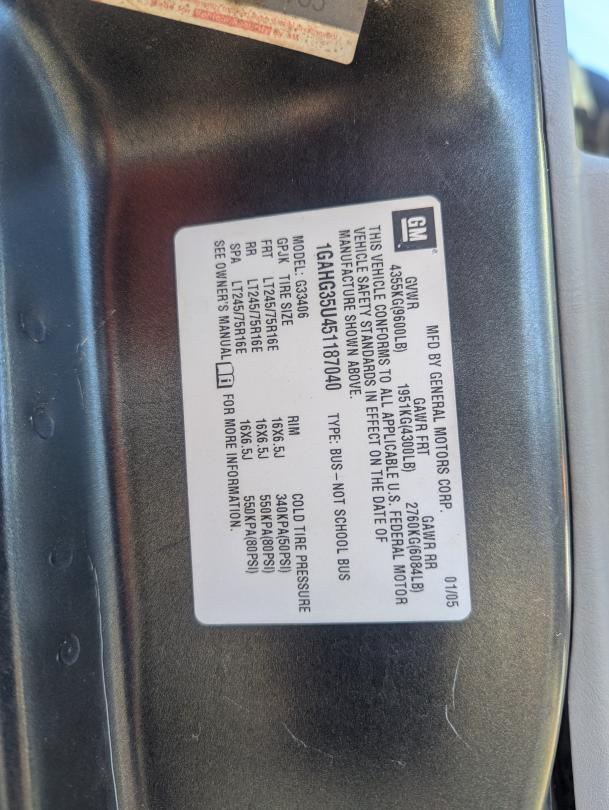 GM
MFD BY GENERAL MOTORS CORP. 01/05
GVWR GAWR FRT GAWR RR
4355KG(9600LB) 1951KG(4300LB) 2760KG(6084LB)
THIS VEHICLE CONFORMS TO ALL APPLICABLE U.S. FEDERAL MOTOR
VEHICLE SAFETY STANDARDS IN EFFECT ON THE DATE OF
MANUFACTURE SHOWN ABOVE.
1GAHG35U451187040 TYPE: BUS – NOT SCHOOL BUS
MODEL: G33406
GPJK TIRE SIZE RIM COLD TIRE PRESSURE
FRT LT245/75R16E 16X6.5J 340KPA(50PSI)
RR LT245/75R16E 16X6.5J 550KPA(80PSI)
SPA LT245/75R16E 16X6.5J 550KPA(80PSI)
SEE OWNER'S MANUAL FOR MORE INFORMATION.